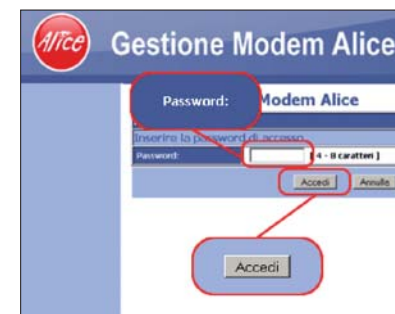 Alice
Gestione Modem Alice
Password:
Modem Alice
Inserire la password di accesso
Password:
[ 4 - 8 caratteri ]
Accedi
Annulla
Accedi